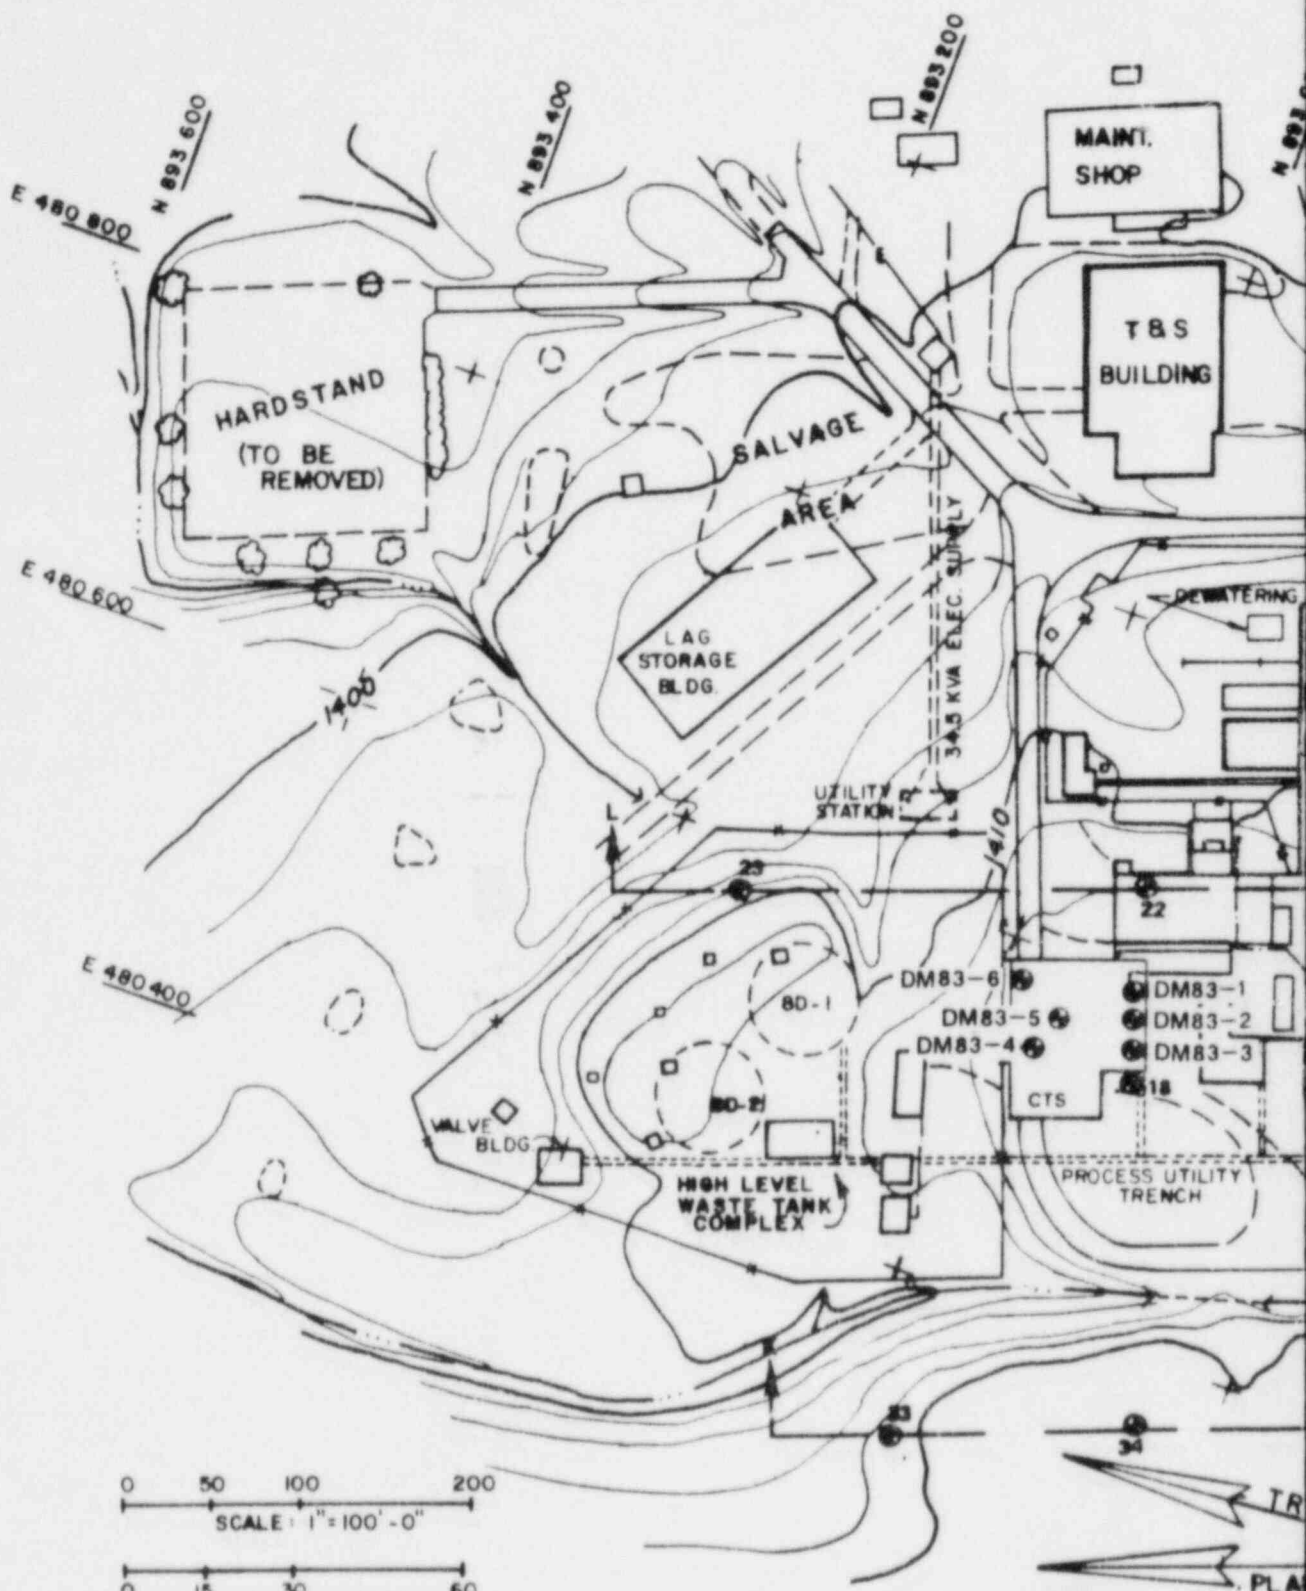 N 893 600
N 893 400
N 893 200
E 480 800
MAINT.
SHOP
T & S
BUILDING
HARDSTAND
(TO BE
REMOVED)
SALVAGE
AREA
34.5 KVA ELEC. SUPPLY
E 480 600
DEWATERING
LAG
STORAGE
BLDG.
UTILITY
STATION
L
1410
22
E 480 400
DM83-6
DM83-1
8D-1
DM83-5
DM83-2
DM83-4
DM83-3
18
8D-2
CTS
VALVE
BLDG
HIGH LEVEL
WASTE TANK
COMPLEX
PROCESS UTILITY
TRENCH
34
0 50 100 200
SCALE : 1"=100'-0"
0 15 30 60